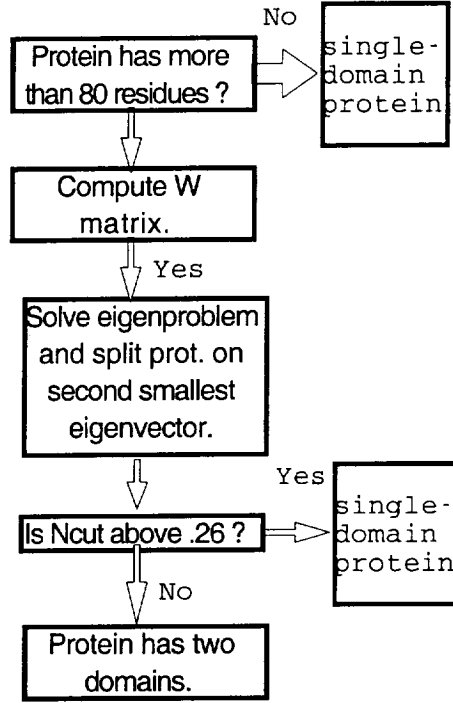 No
Protein has more
than 80 residues ?
single-
domain
protein
Compute W
matrix.
Yes
Solve eigenproblem
and split prot. on
second smallest
eigenvector.
Yes
Is Ncut above .26 ?
single-
domain
protein
No
Protein has two
domains.